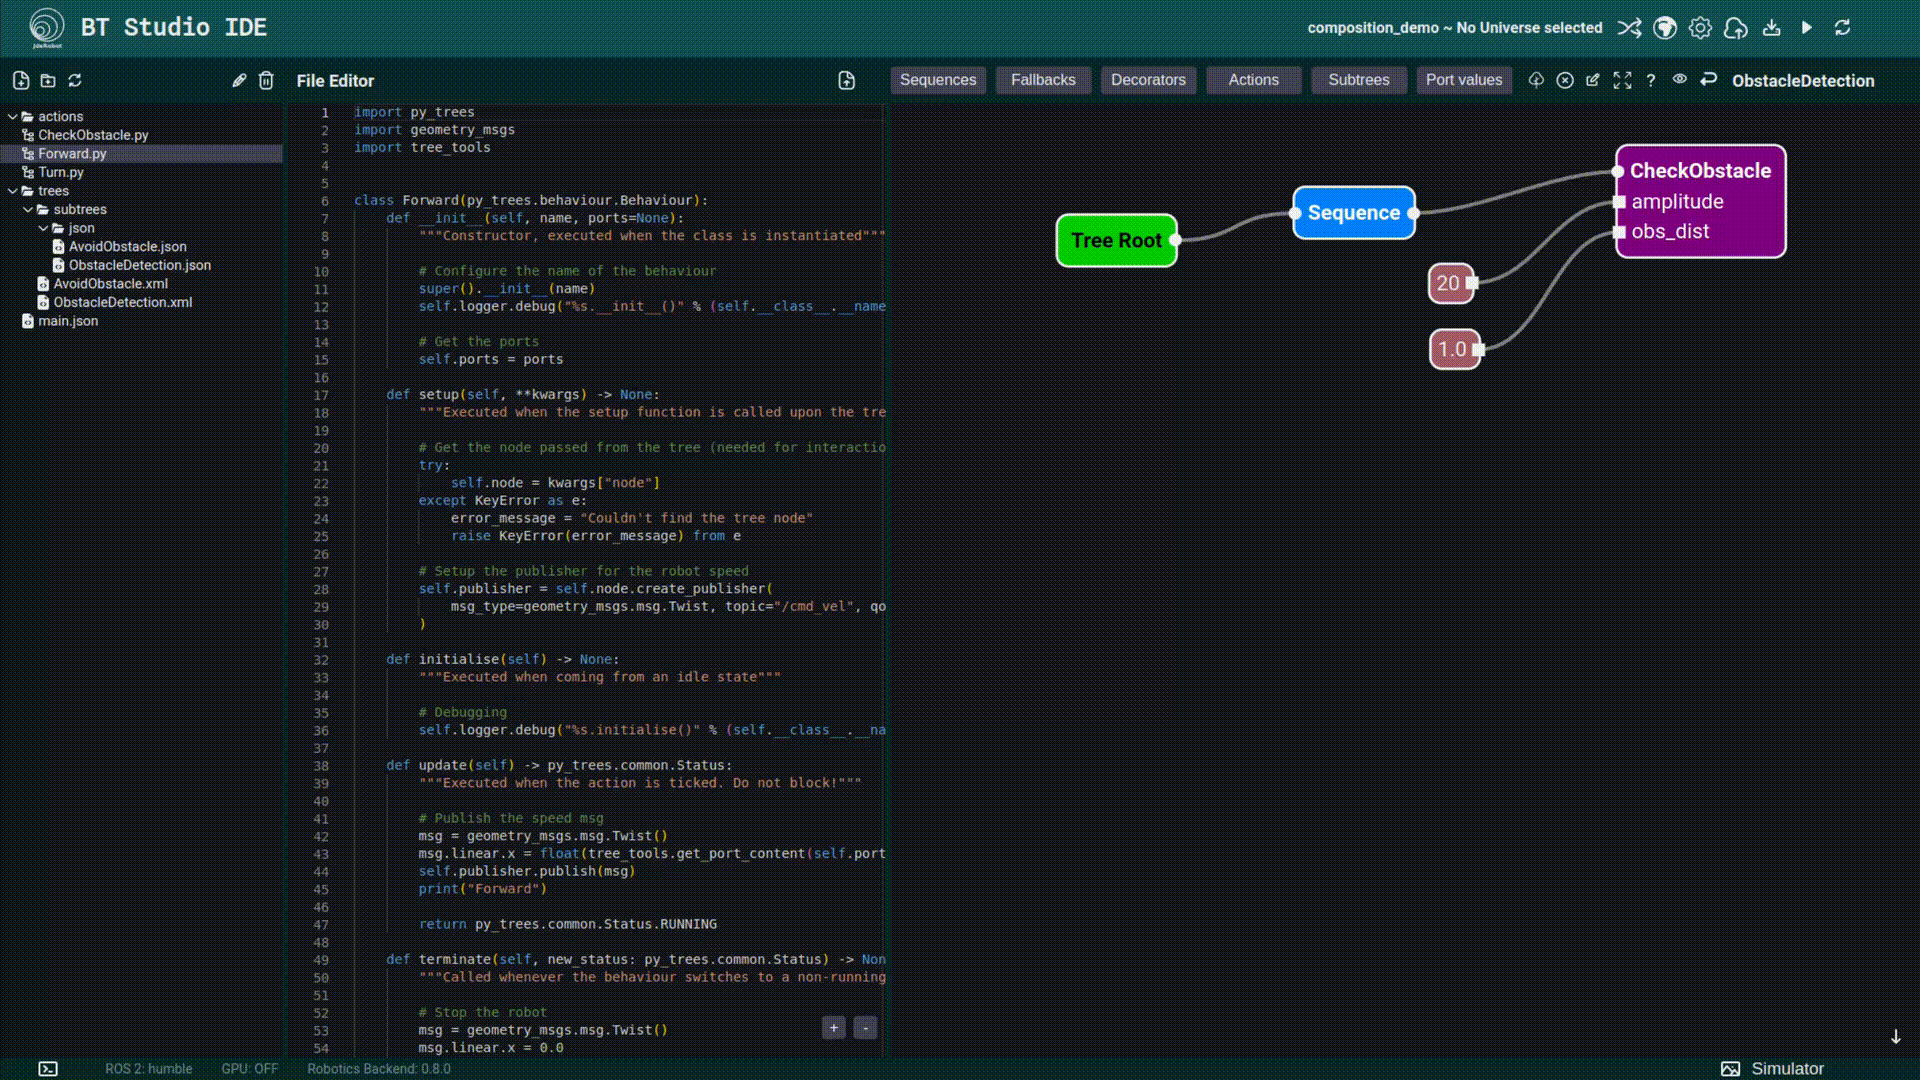 JdeRobot
BT Studio IDE
composition_demo ~ No Universe selected
File Editor
Sequences
Fallbacks
Decorators
Actions
Subtrees
Port values
?
ObstacleDetection
actions
CheckObstacle.py
Forward.py
Turn.py
trees
subtrees
json
AvoidObstacle.json
ObstacleDetection.json
AvoidObstacle.xml
ObstacleDetection.xml
main.json
1 import py_trees
2 import geometry_msgs
3 import tree_tools
4
5
6 class Forward(py_trees.behaviour.Behaviour):
7     def __init__(self, name, ports=None):
8         """Constructor, executed when the class is instantiated"""
9
10         # Configure the name of the behaviour
11         super().__init__(name)
12         self.logger.debug("%s.__init__()" % (self.__class__.__name
13
14         # Get the ports
15         self.ports = ports
16
17     def setup(self, **kwargs) -> None:
18         """Executed when the setup function is called upon the tre
19
20         # Get the node passed from the tree (needed for interactio
21         try:
22             self.node = kwargs["node"]
23         except KeyError as e:
24             error_message = "Couldn't find the tree node"
25             raise KeyError(error_message) from e
26
27         # Setup the publisher for the robot speed
28         self.publisher = self.node.create_publisher(
29             msg_type=geometry_msgs.msg.Twist, topic="/cmd_vel", qo
30         )
31
32     def initialise(self) -> None:
33         """Executed when coming from an idle state"""
34
35         # Debugging
36         self.logger.debug("%s.initialise()" % (self.__class__.__na
37
38     def update(self) -> py_trees.common.Status:
39         """Executed when the action is ticked. Do not block!"""
40
41         # Publish the speed msg
42         msg = geometry_msgs.msg.Twist()
43         msg.linear.x = float(tree_tools.get_port_content(self.port
44         self.publisher.publish(msg)
45         print("Forward")
46
47         return py_trees.common.Status.RUNNING
48
49     def terminate(self, new_status: py_trees.common.Status) -> Non
50         """Called whenever the behaviour switches to a non-running
51
52         # Stop the robot
53         msg = geometry_msgs.msg.Twist()
54         msg.linear.x = 0.0
+
-
Tree Root
Sequence
CheckObstacle
amplitude
obs_dist
20
1.0
ROS 2: humble
GPU: OFF
Robotics Backend: 0.8.0
Simulator